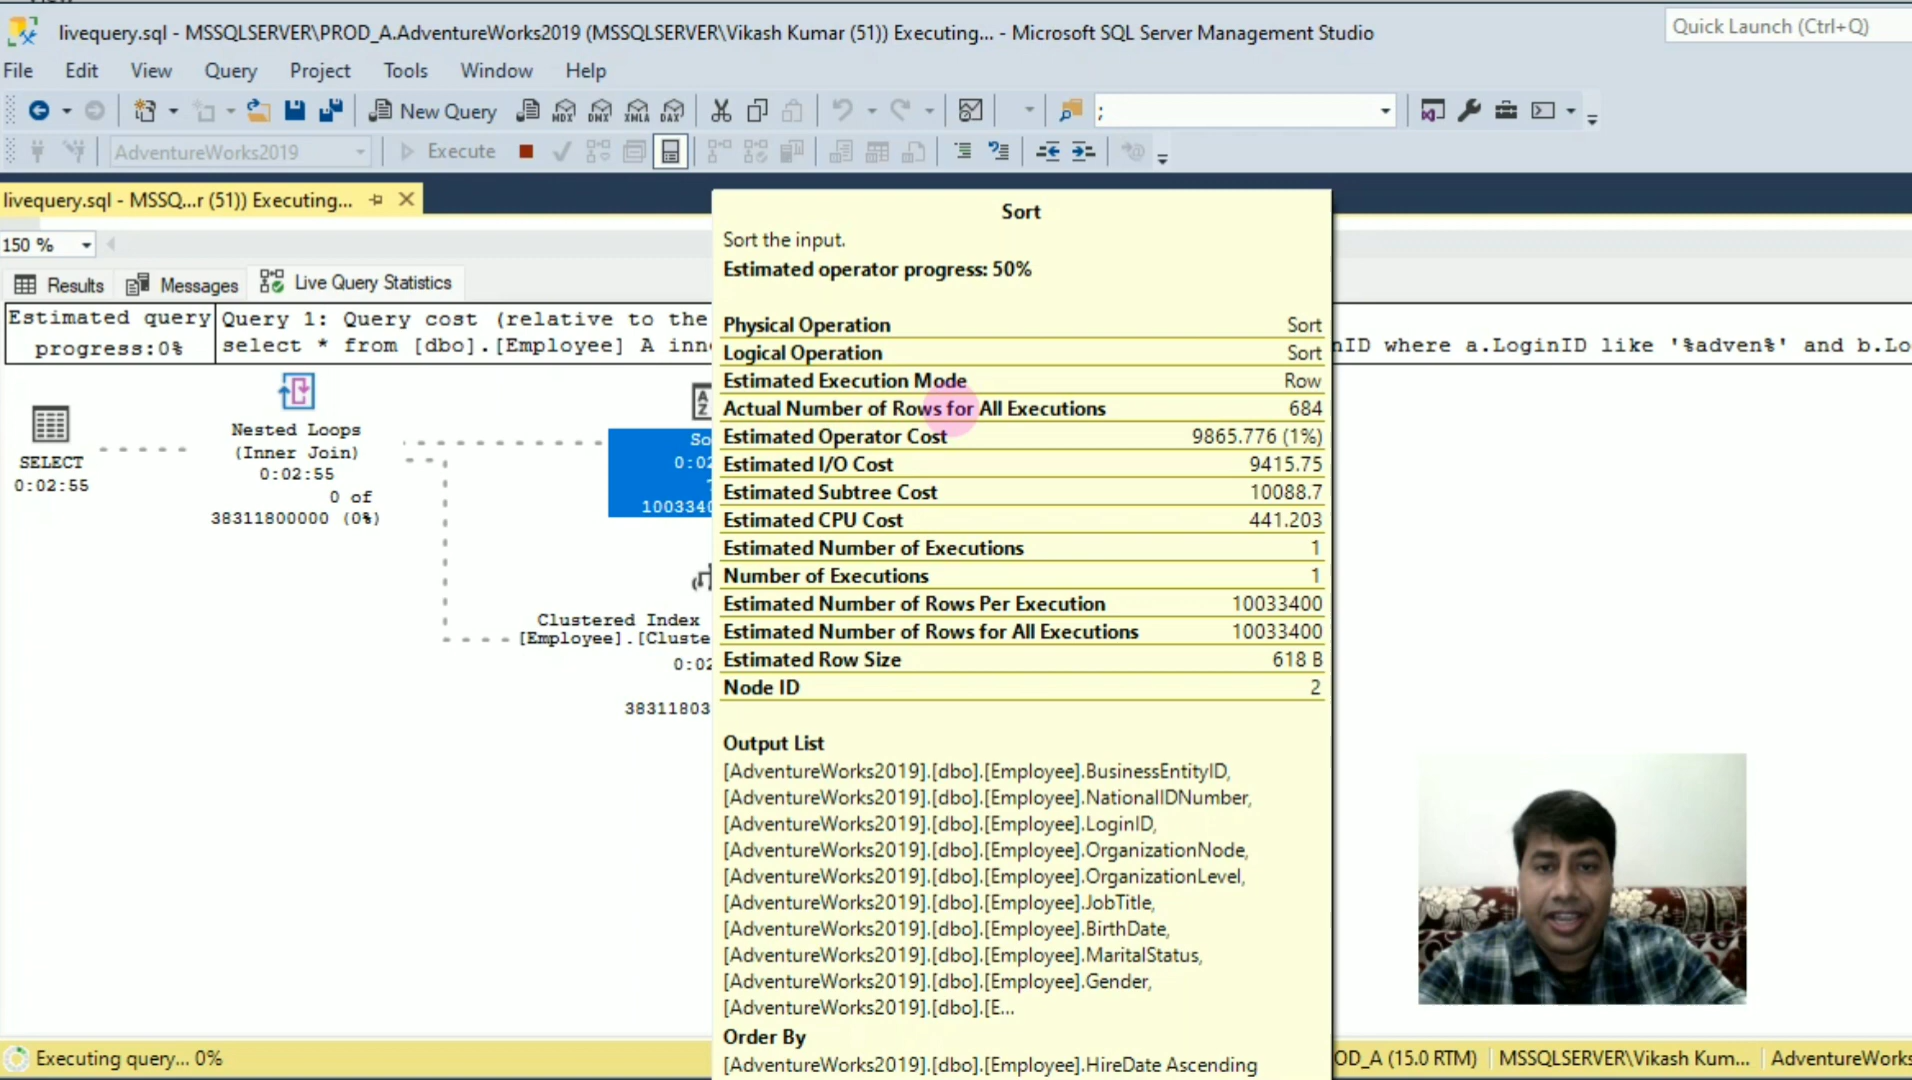 livequery.sql - MSSQLSERVER\PROD_A.AdventureWorks2019 (MSSQLSERVER\Vikash Kumar (51)) Executing... - Microsoft SQL Server Management Studio
Quick Launch (Ctrl+Q)
File Edit View Query Project Tools Window Help
New Query MDX DMX XMLA DAX ;
AdventureWorks2019 Execute
livequery.sql - MSSQ...r (51)) Executing...
150 %
Results Messages Live Query Statistics
Estimated query progress:0%
Query 1: Query cost (relative to the
select * from [dbo].[Employee] A inn
nID where a.LoginID like '%adven%' and b.Lo
SELECT
0:02:55
Nested Loops
(Inner Join)
0:02:55
0 of
38311800000 (0%)
So
0:02
1003340
Clustered Index
[Employee].[Cluste
0:02
38311803
Sort
Sort the input.
Estimated operator progress: 50%
Physical Operation Sort
Logical Operation Sort
Estimated Execution Mode Row
Actual Number of Rows for All Executions 684
Estimated Operator Cost 9865.776 (1%)
Estimated I/O Cost 9415.75
Estimated Subtree Cost 10088.7
Estimated CPU Cost 441.203
Estimated Number of Executions 1
Number of Executions 1
Estimated Number of Rows Per Execution 10033400
Estimated Number of Rows for All Executions 10033400
Estimated Row Size 618 B
Node ID 2
Output List
[AdventureWorks2019].[dbo].[Employee].BusinessEntityID,
[AdventureWorks2019].[dbo].[Employee].NationalIDNumber,
[AdventureWorks2019].[dbo].[Employee].LoginID,
[AdventureWorks2019].[dbo].[Employee].OrganizationNode,
[AdventureWorks2019].[dbo].[Employee].OrganizationLevel,
[AdventureWorks2019].[dbo].[Employee].JobTitle,
[AdventureWorks2019].[dbo].[Employee].BirthDate,
[AdventureWorks2019].[dbo].[Employee].MaritalStatus,
[AdventureWorks2019].[dbo].[Employee].Gender,
[AdventureWorks2019].[dbo].[E...
Order By
[AdventureWorks2019].[dbo].[Employee].HireDate Ascending
Executing query... 0%
OD_A (15.0 RTM) MSSQLSERVER\Vikash Kum... AdventureWorks